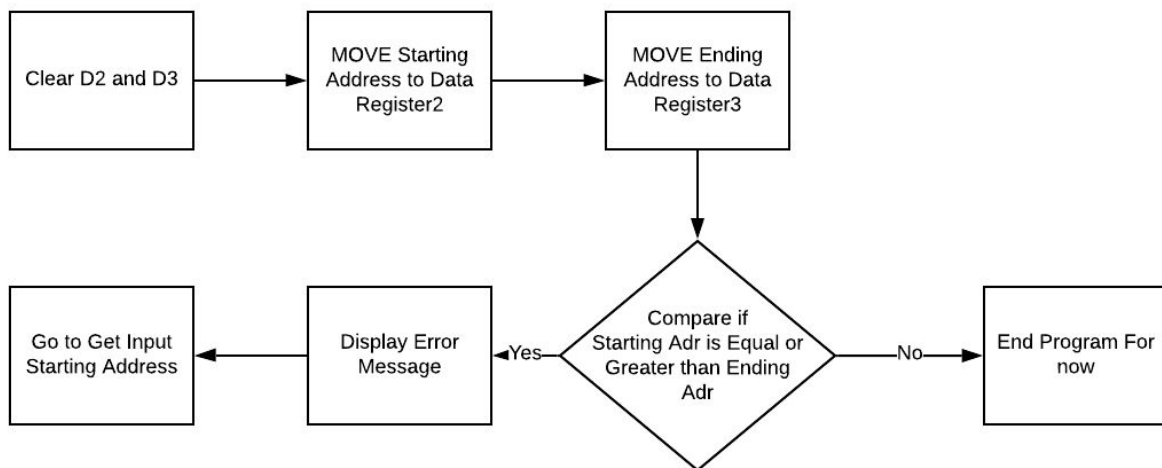 Clear D2 and D3
MOVE Starting
Address to Data
Register2
MOVE Ending
Address to Data
Register3
Compare if
Starting Adr is Equal or
Greater than Ending
Adr
Yes
Display Error
Message
Go to Get Input
Starting Address
No
End Program For
now